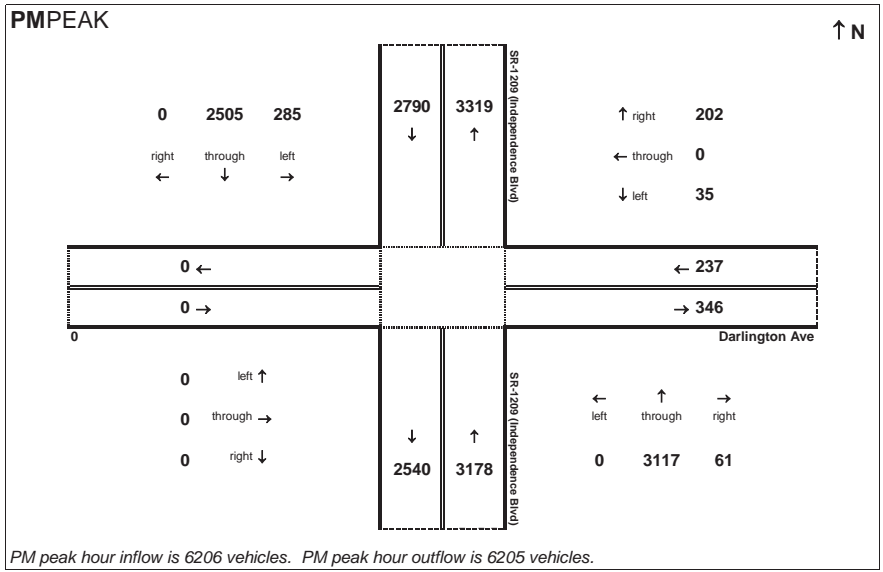 PMPEAK
↑ N
0 2505 285
right through left
← ↓ →
2790 3319
↓ ↑
SR-1209 (Independence Blvd)
↑ right 202
← through 0
↓ left 35
0 ←
← 237
0 →
→ 346
0
Darlington Ave
0 left ↑
0 through →
0 right ↓
↓ ↑
2540 3178
SR-1209 (Independence Blvd)
← ↑ →
left through right
0 3117 61
PM peak hour inflow is 6206 vehicles. PM peak hour outflow is 6205 vehicles.